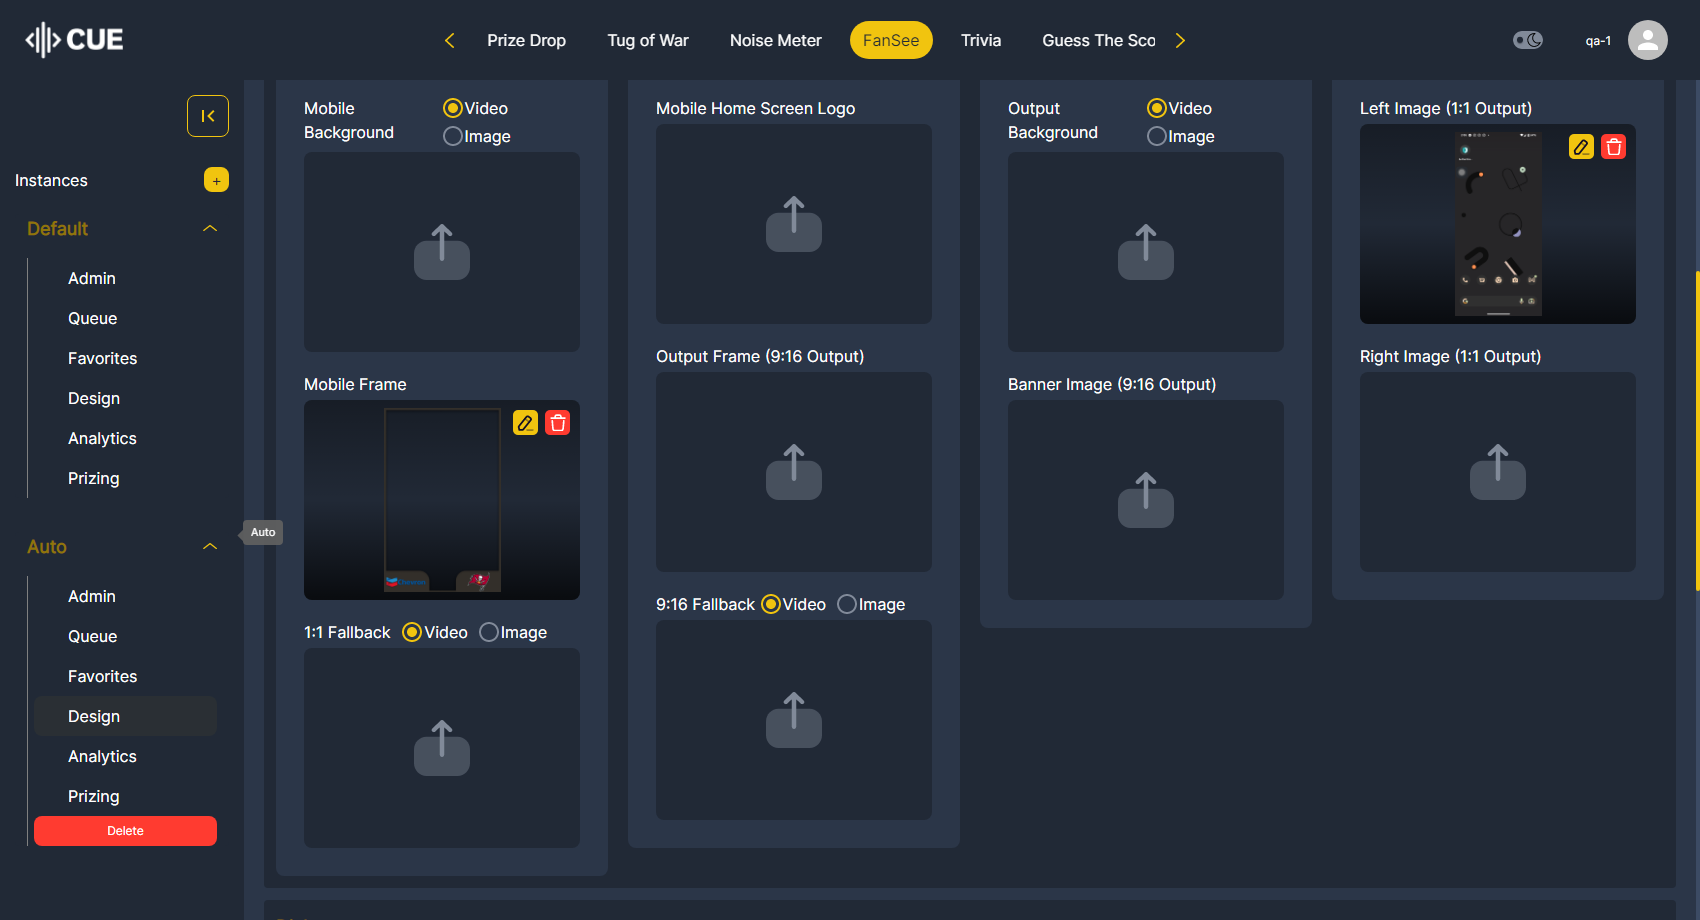 CUE
Prize Drop
Tug of War
Noise Meter
FanSee
Trivia
Guess The Sco
qa-1
Instances
+
Default
Admin
Queue
Favorites
Design
Analytics
Prizing
Auto
Auto
Admin
Queue
Favorites
Design
Analytics
Prizing
Delete
Mobile
Background
Video
Image
Mobile Frame
1:1 Fallback
Video
Image
Mobile Home Screen Logo
Output Frame (9:16 Output)
9:16 Fallback
Video
Image
Output
Background
Video
Image
Banner Image (9:16 Output)
Left Image (1:1 Output)
Right Image (1:1 Output)